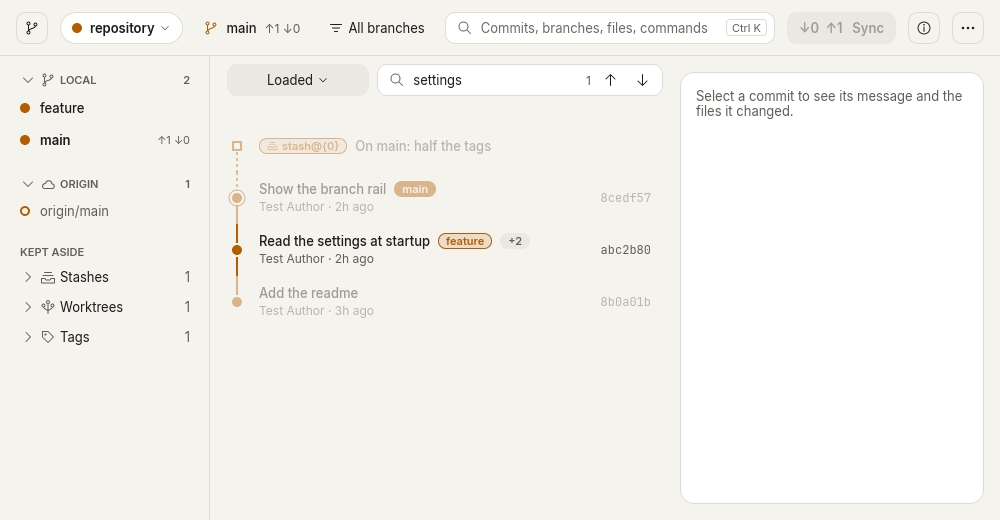 repository main ↑1 ↓0 All branches Commits, branches, files, commands Ctrl K ↓0 ↑1 Sync
LOCAL 2
feature
main ↑1 ↓0
ORIGIN 1
origin/main
KEPT ASIDE
Stashes 1
Worktrees 1
Tags 1
Loaded settings 1
stash@{0} On main: half the tags
Show the branch rail main
Test Author · 2h ago
8cedf57
Read the settings at startup feature +2
Test Author · 2h ago
abc2b80
Add the readme
Test Author · 3h ago
8b0a01b
Select a commit to see its message and the
files it changed.